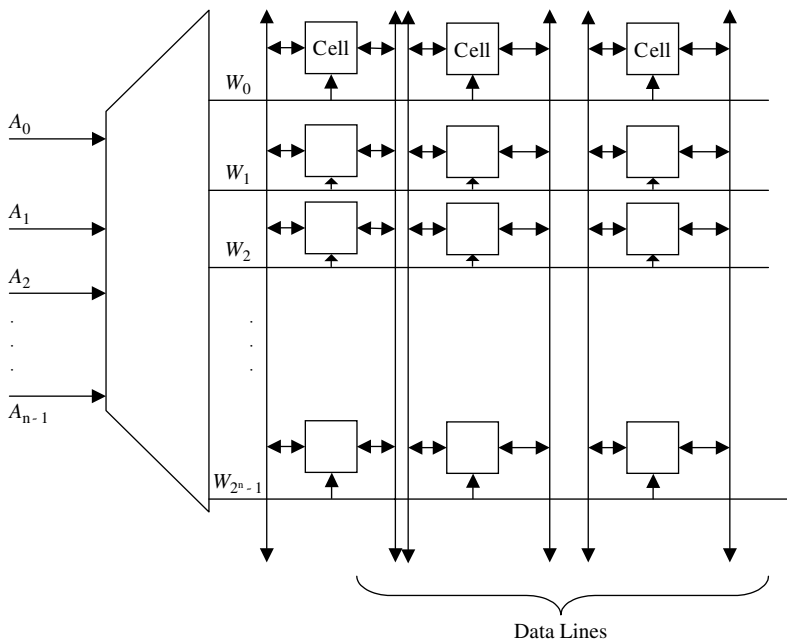 Cell Cell Cell
W₀
A₀
W₁
A₁
W₂
A₂
.
.
.
.
.
.
Aₙ₋₁
W₂ⁿ₋₁
Data Lines